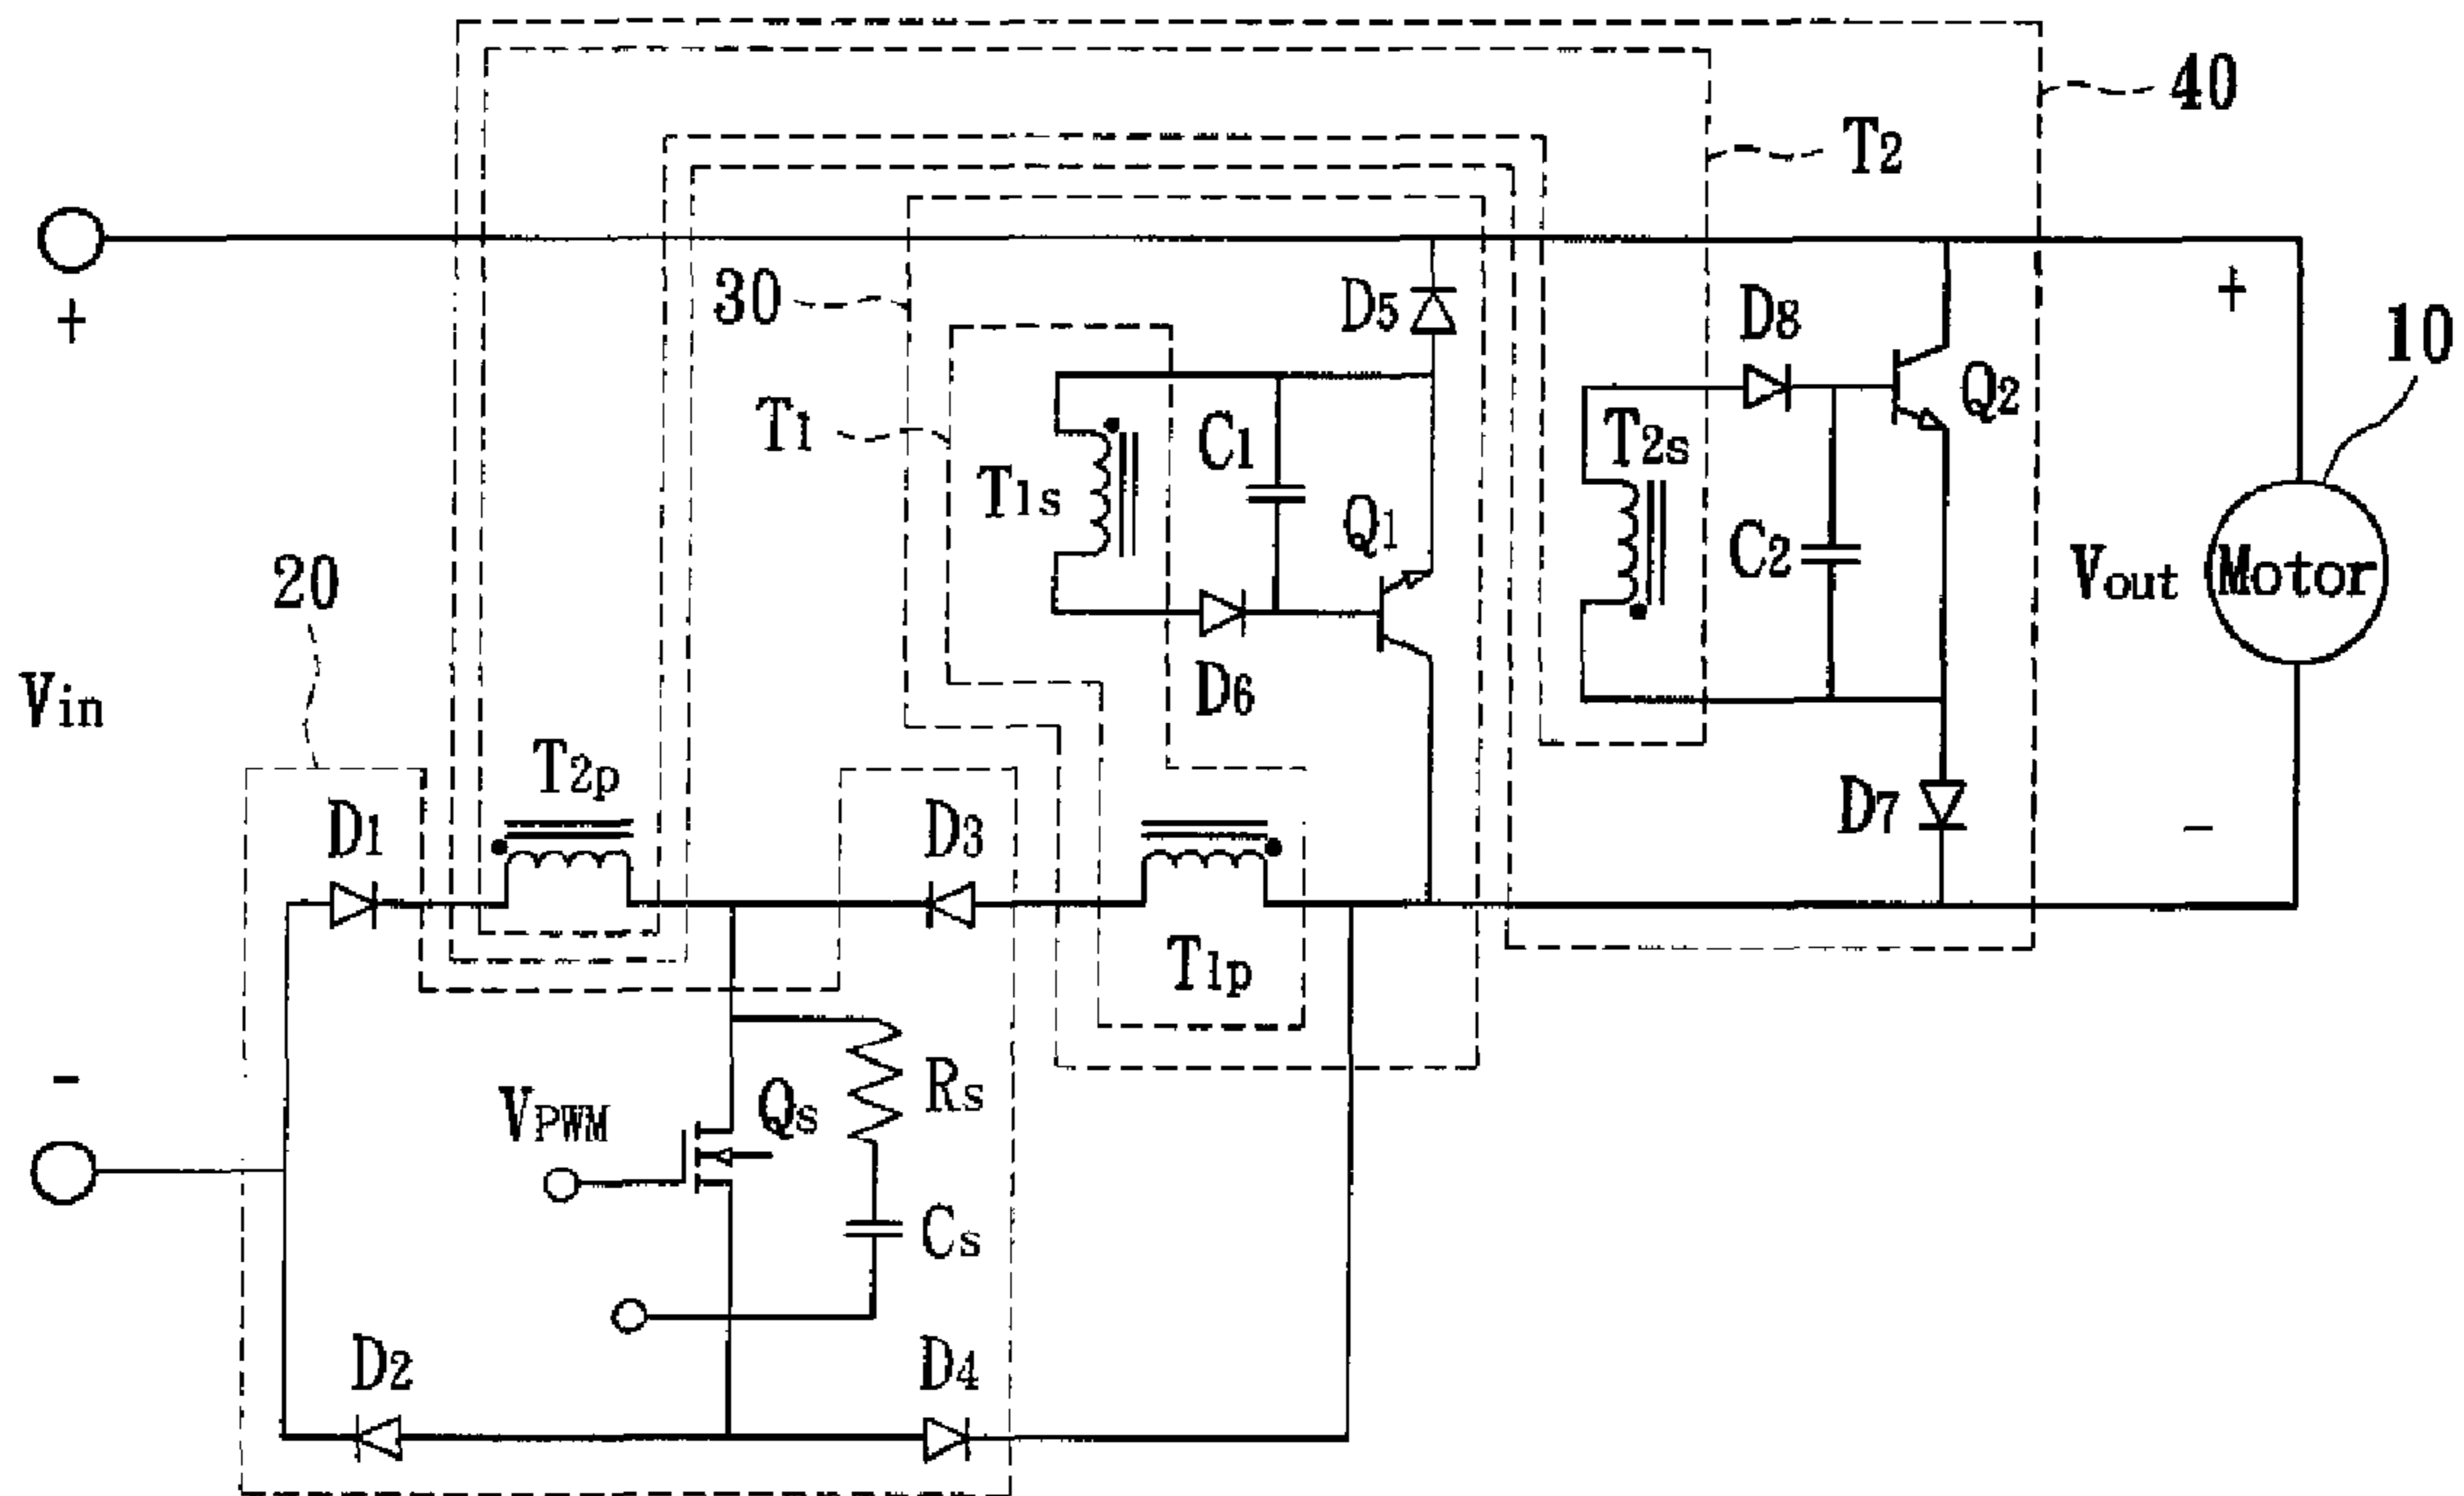 40
T2
+
30
D5
D8
+
10
T1
C1
Q2
T2s
T1s
Q1
C2
20
Vout
Motor
D6
Vin
T2p
D1
D3
D7
-
T1p
-
VPWM
Qs
Rs
Cs
D2
D4